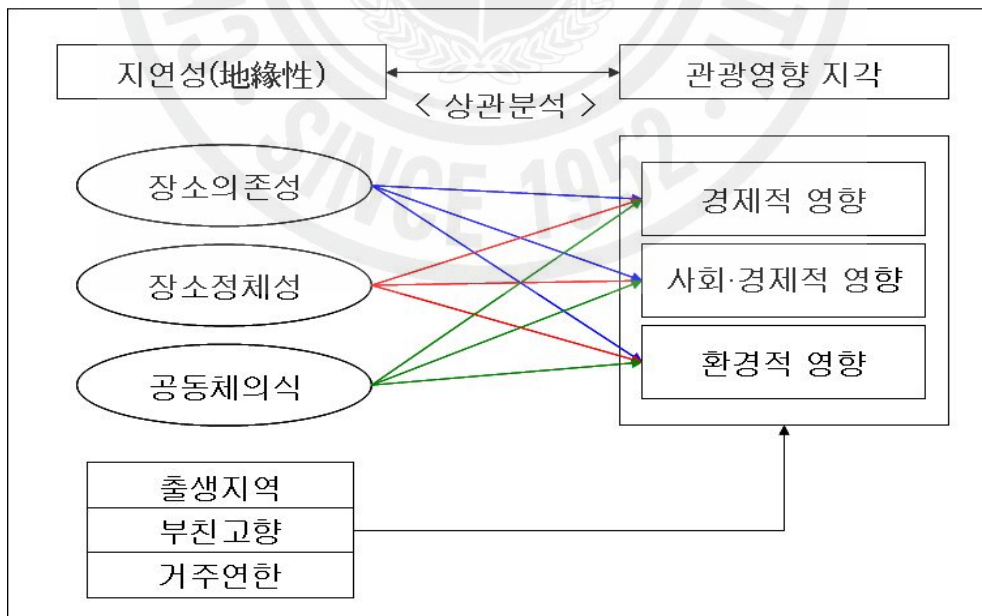 지연성(地緣性)
관광영향 지각
< 상관분석 >
장소의존성
장소정체성
공동체의식
경제적 영향
사회·경제적 영향
환경적 영향
출생지역
부친고향
거주연한
SINCE 1952